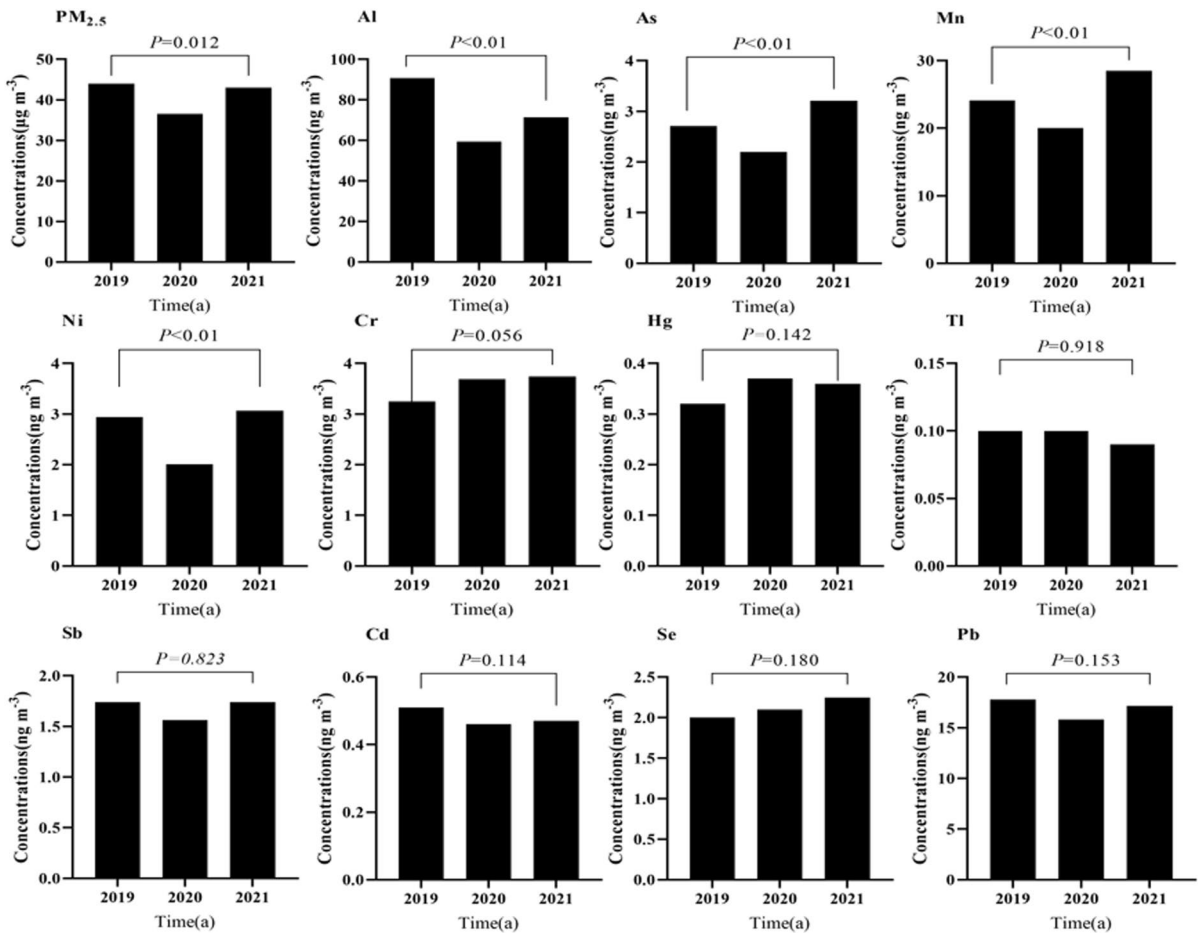 PM2.5
P=0.012
Concentrations(μg m-3)
50
40
30
20
10
0
2019 2020 2021
Time(a)
Al
P<0.01
Concentrations(ng m-3)
100
80
60
40
20
0
2019 2020 2021
Time(a)
As
P<0.01
Concentrations(ng m-3)
4
3
2
1
0
2019 2020 2021
Time(a)
Mn
P<0.01
Concentrations(ng m-3)
30
20
10
0
2019 2020 2021
Time(a)
Ni
P<0.01
Concentrations(ng m-3)
4
3
2
1
0
2019 2020 2021
Time(a)
Cr
P=0.056
Concentrations(ng m-3)
4
3
2
1
0
2019 2020 2021
Time(a)
Hg
P=0.142
Concentrations(ng m-3)
0.4
0.3
0.2
0.1
0.0
2019 2020 2021
Time(a)
Tl
P=0.918
Concentrations(ng m-3)
0.15
0.10
0.05
0.00
2019 2020 2021
Time(a)
Sb
P=0.823
Concentrations(ng m-3)
2.0
1.5
1.0
0.5
0.0
2019 2020 2021
Time(a)
Cd
P=0.114
Concentrations(ng m-3)
0.6
0.4
0.2
0.0
2019 2020 2021
Time(a)
Se
P=0.180
Concentrations(ng m-3)
2.5
2.0
1.5
1.0
0.5
0.0
2019 2020 2021
Time(a)
Pb
P=0.153
Concentrations(ng m-3)
20
15
10
5
0
2019 2020 2021
Time(a)